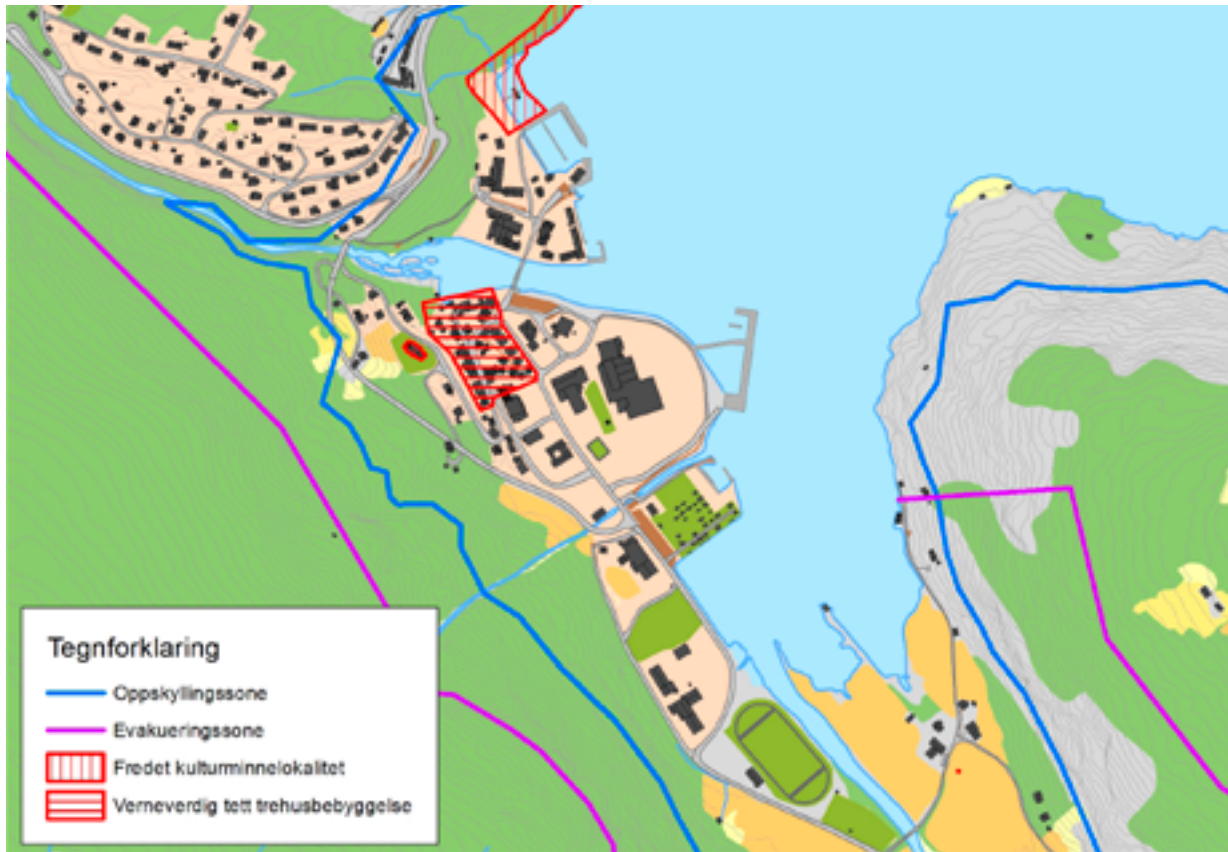 Tegnforklaring
Oppskyllingssone
Evakueringssone
Fredet kulturminnelokalitet
Verneverdig tett trehusbebyggelse